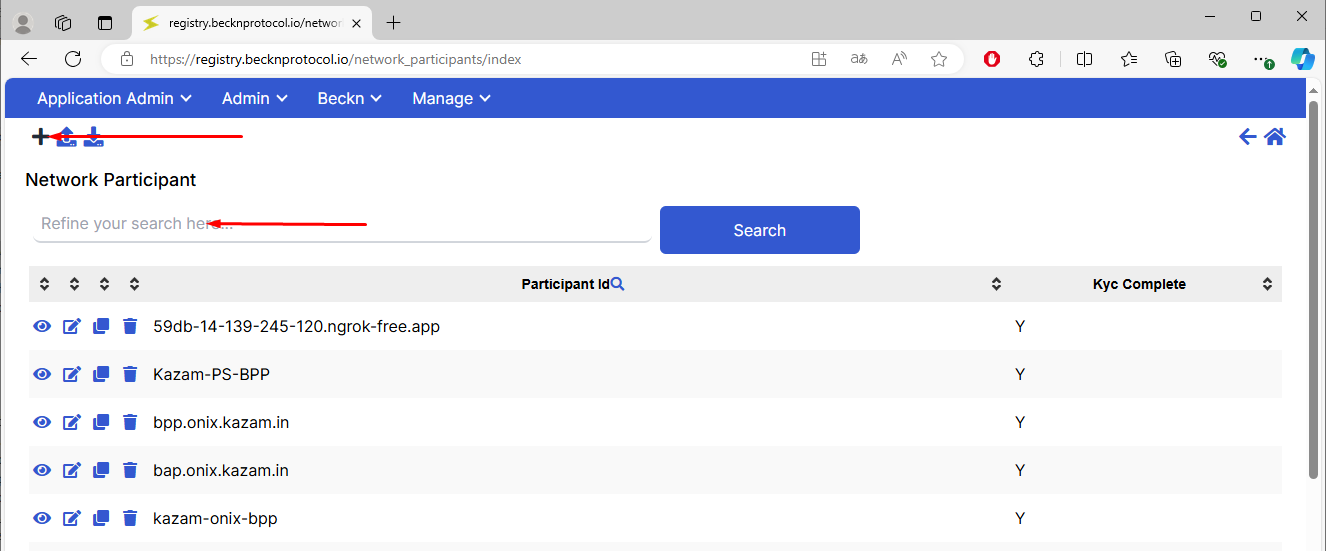 registry.becknprotocol.io/networ
https://registry.becknprotocol.io/network_participants/index
Application Admin Admin Beckn Manage
Network Participant
Refine your search here...
Search
Participant Id Kyc Complete
59db-14-139-245-120.ngrok-free.app Y
Kazam-PS-BPP Y
bpp.onix.kazam.in Y
bap.onix.kazam.in Y
kazam-onix-bpp Y